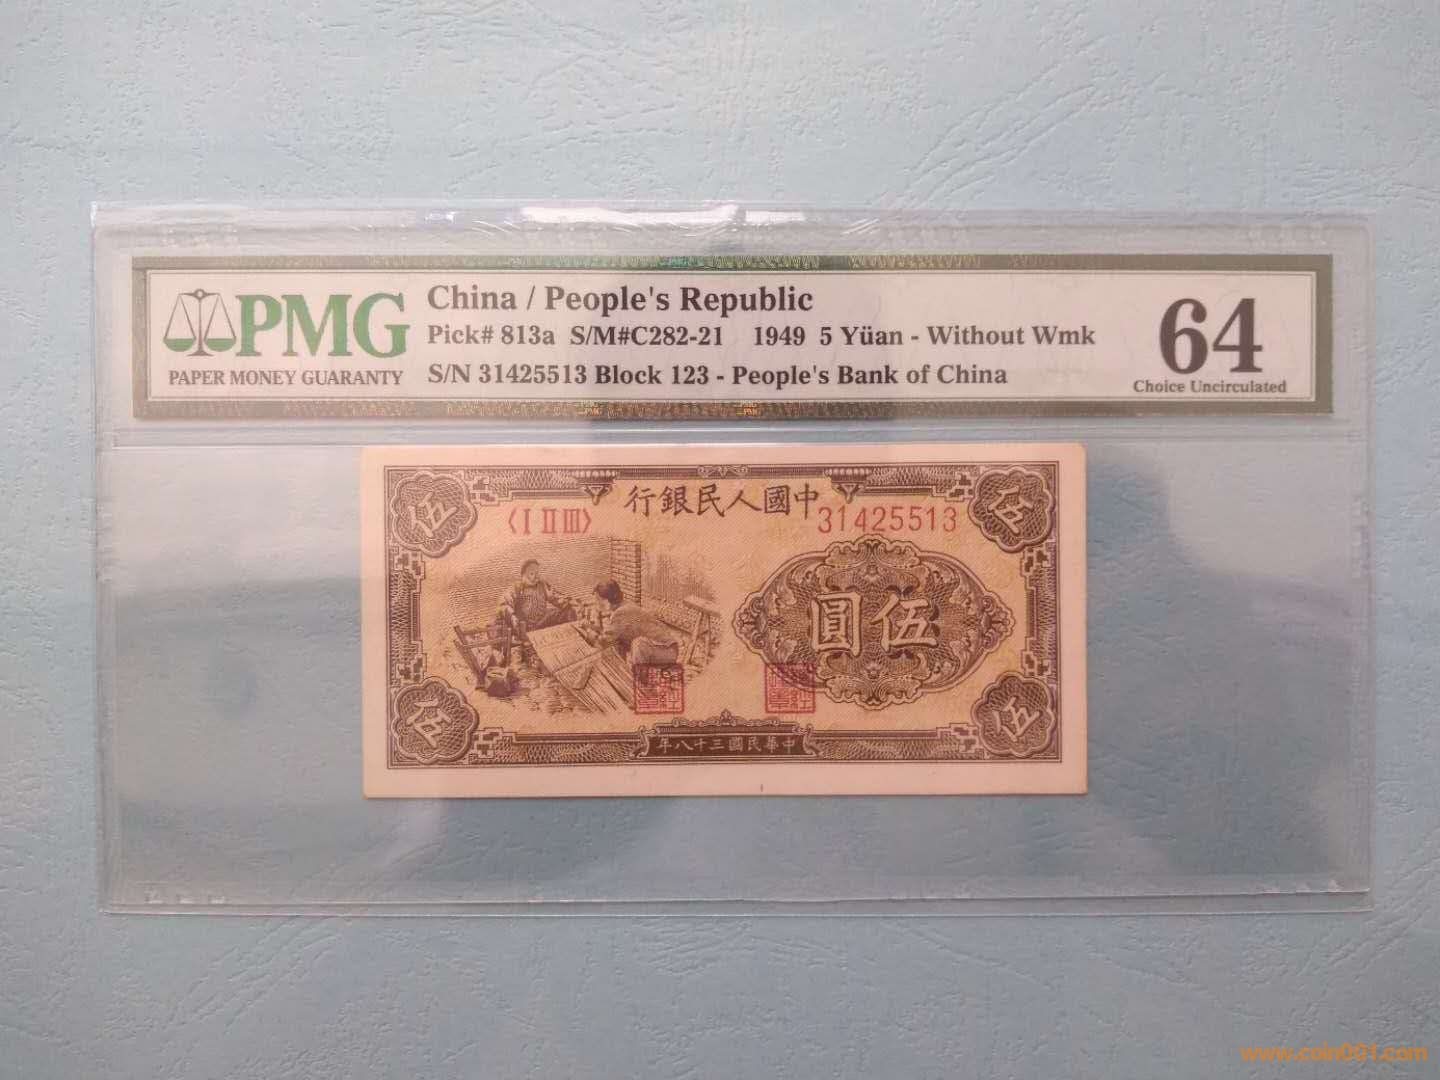 PMG
PAPER MONEY GUARANTY
China / People's Republic
Pick# 813a S/M#C282-21 1949 5 Yüan - Without Wmk
S/N 31425513 Block 123 - People's Bank of China
64
Choice Uncirculated
行銀民人國中
伍
伍
〈I II III〉
31425513
圓伍
伍
伍
年八十三國民華中
www.coin001.com